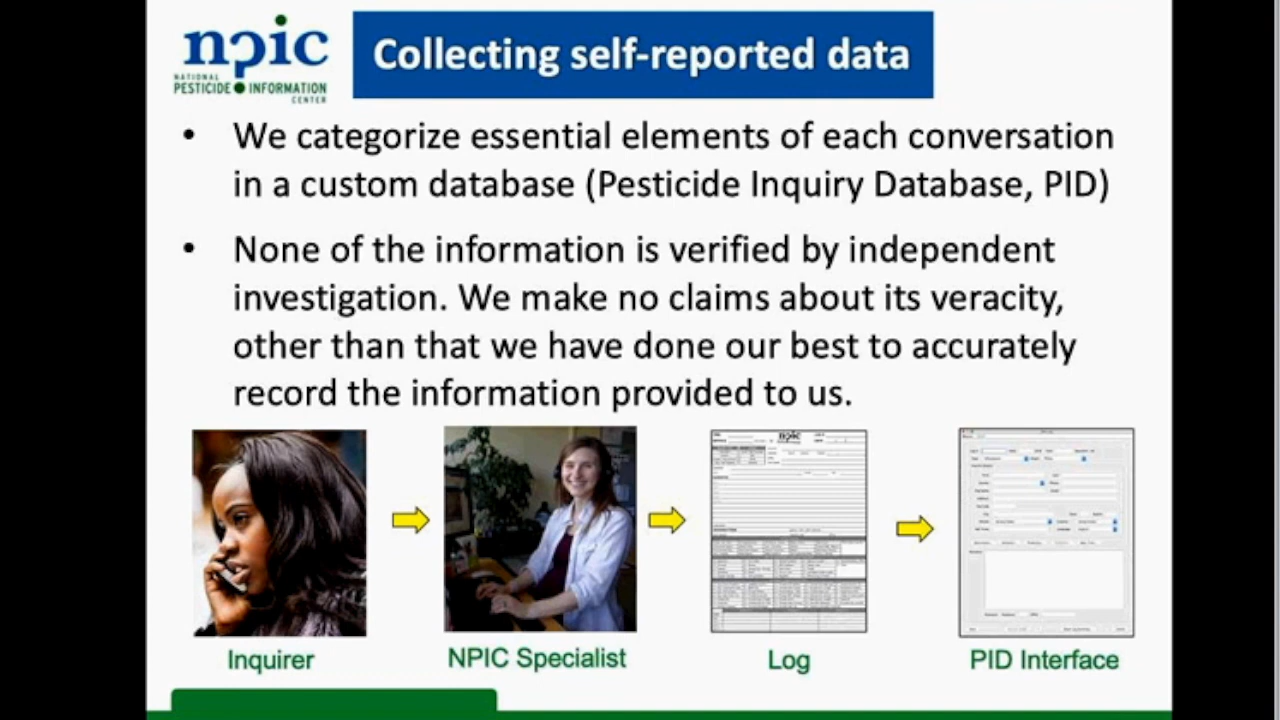 npic
NATIONAL
PESTICIDE INFORMATION
CENTER
Collecting self-reported data
• We categorize essential elements of each conversation
in a custom database (Pesticide Inquiry Database, PID)
• None of the information is verified by independent
investigation. We make no claims about its veracity,
other than that we have done our best to accurately
record the information provided to us.
npic
Inquirer
NPIC Specialist
Log
PID Interface